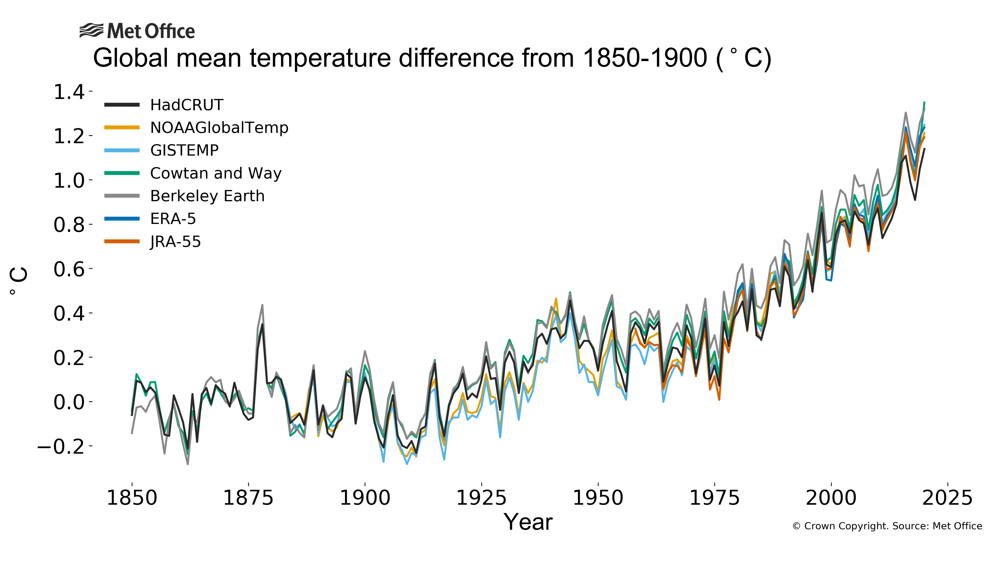 Met Office
Global mean temperature difference from 1850-1900 (°C)
1.4
1.2
1.0
0.8
0.6
0.4
0.2
0.0
−0.2
°C
HadCRUT
NOAAGlobalTemp
GISTEMP
Cowtan and Way
Berkeley Earth
ERA-5
JRA-55
1850 1875 1900 1925 1950 1975 2000 2025
Year
© Crown Copyright. Source: Met Office